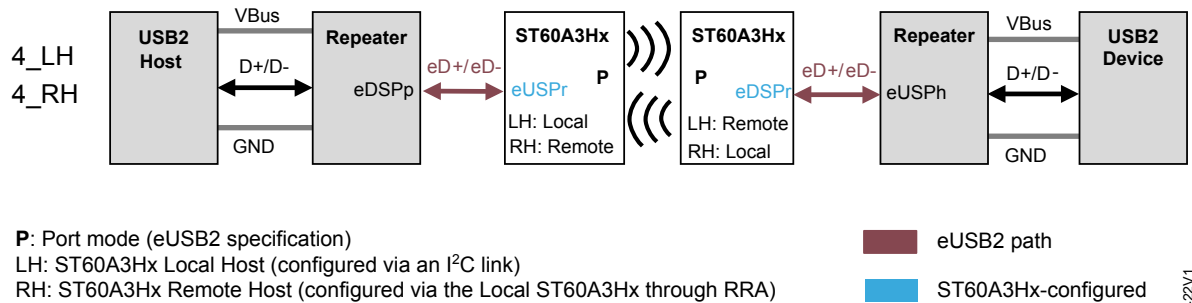 4_LH
4_RH
USB2
Host
VBus
D+/D-
GND
Repeater
eDSPp
eD+/eD-
ST60A3Hx
P
eUSPr
LH: Local
RH: Remote
ST60A3Hx
P
eDSPr
LH: Remote
RH: Local
eD+/eD-
Repeater
eUSPh
VBus
D+/D-
GND
USB2
Device
P: Port mode (eUSB2 specification)
LH: ST60A3Hx Local Host (configured via an I²C link)
RH: ST60A3Hx Remote Host (configured via the Local ST60A3Hx through RRA)
eUSB2 path
ST60A3Hx-configured